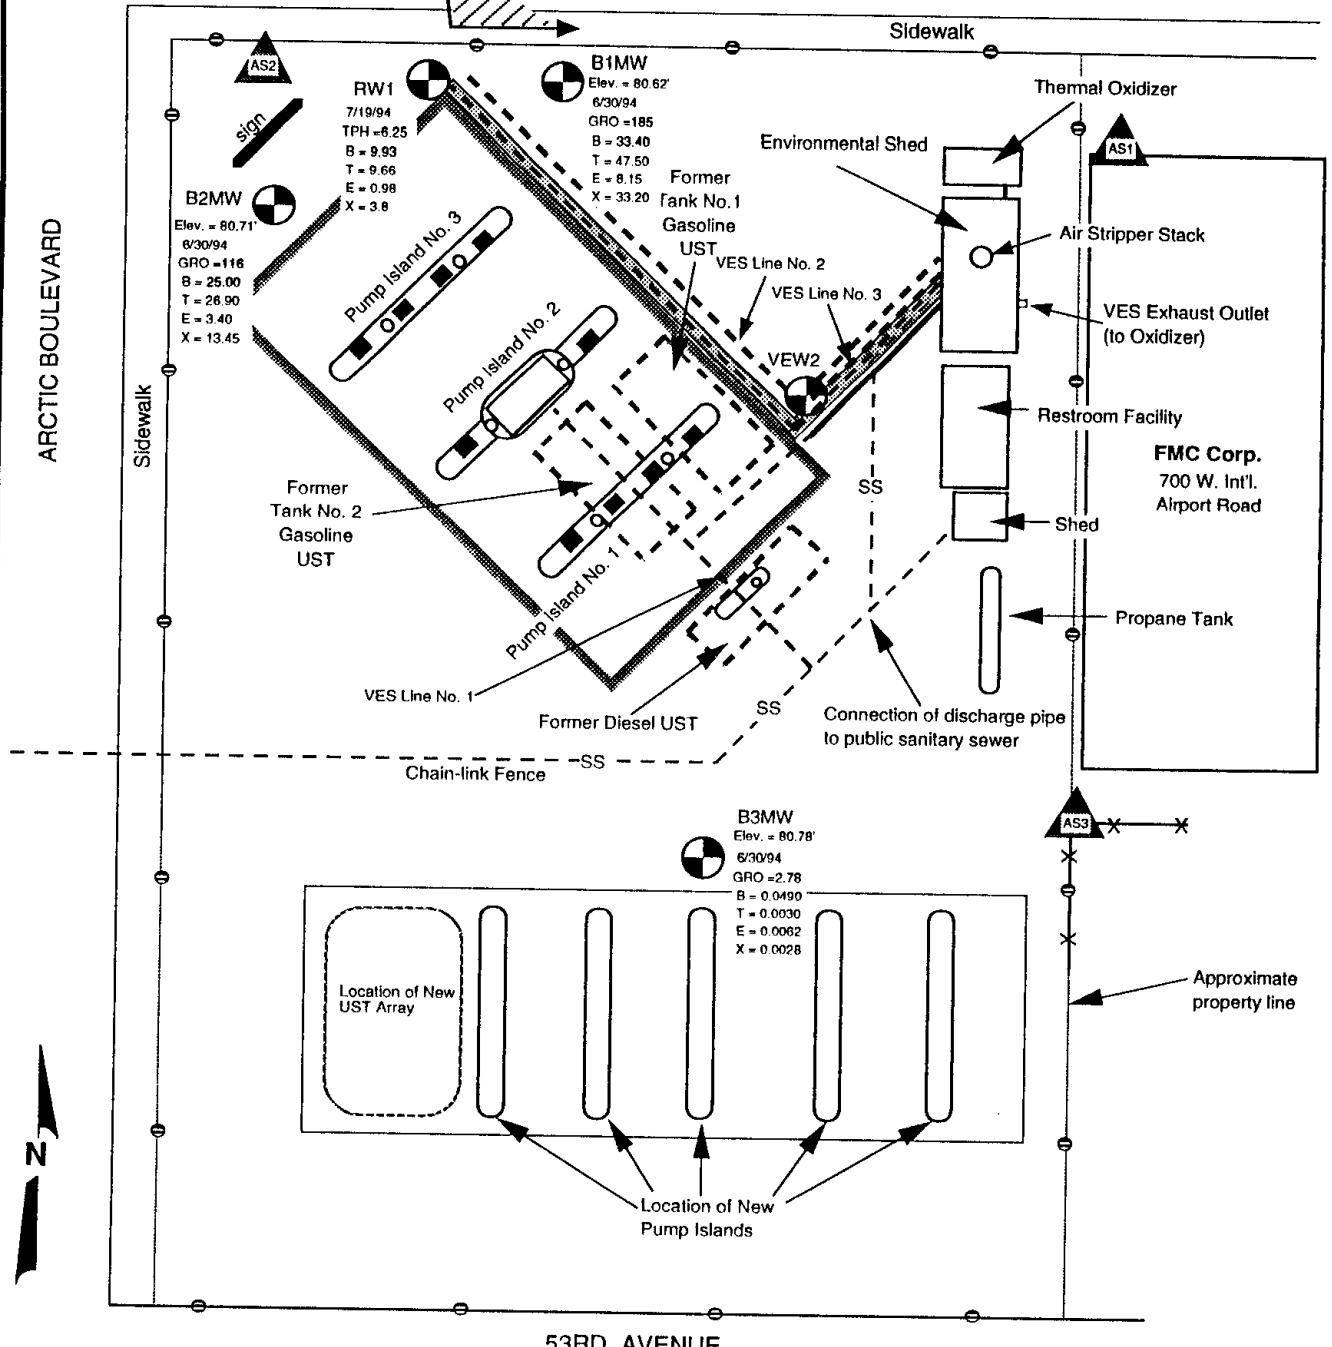 Sidewalk
AS2
RW1
7/19/94
TPH =6.25
B = 9.93
T = 9.66
E = 0.98
X = 3.8
B1MW
Elev. = 80.62'
6/30/94
GRO =185
B = 33.40
T = 47.50
E = 8.15
X = 33.20
Thermal Oxidizer
Environmental Shed
AS1
sign
B2MW
Elev. = 80.71'
6/30/94
GRO =116
B = 25.00
T = 26.90
E = 3.40
X = 13.45
Former
Tank No.1
Gasoline
UST
Air Stripper Stack
Pump Island No. 3
VES Line No. 2
VES Line No. 3
VES Exhaust Outlet
(to Oxidizer)
ARCTIC BOULEVARD
Sidewalk
Pump Island No. 2
VEW2
Restroom Facility
FMC Corp.
700 W. Int'l.
Airport Road
Former
Tank No. 2
Gasoline
UST
SS
Shed
Pump Island No. 1
Propane Tank
VES Line No. 1
Former Diesel UST
SS
Connection of discharge pipe
to public sanitary sewer
SS
Chain-link Fence
B3MW
Elev. = 80.78'
6/30/94
GRO =2.78
B = 0.0490
T = 0.0030
E = 0.0062
X = 0.0028
AS3
Location of New
UST Array
Approximate
property line
N
Location of New
Pump Islands
53RD AVENUE